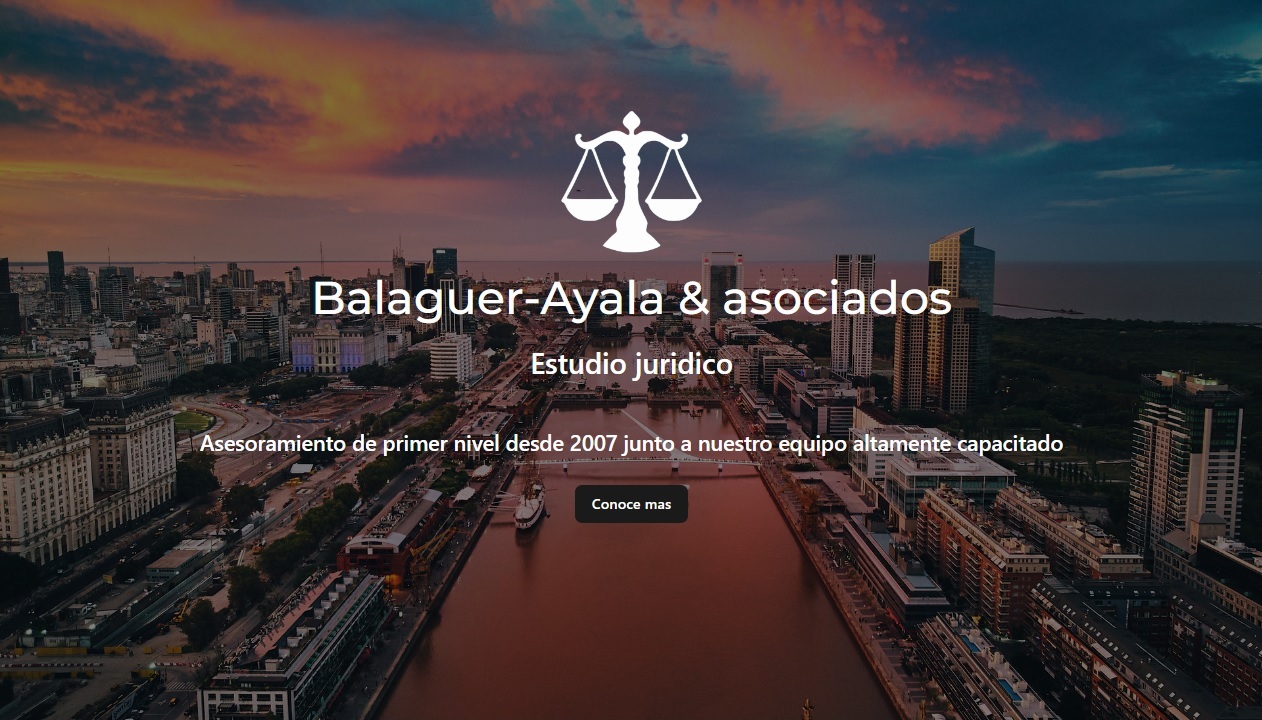 Balaguer-Ayala & asociados
Estudio juridico
Asesoramiento de primer nivel desde 2007 junto a nuestro equipo altamente capacitado
Conoce mas